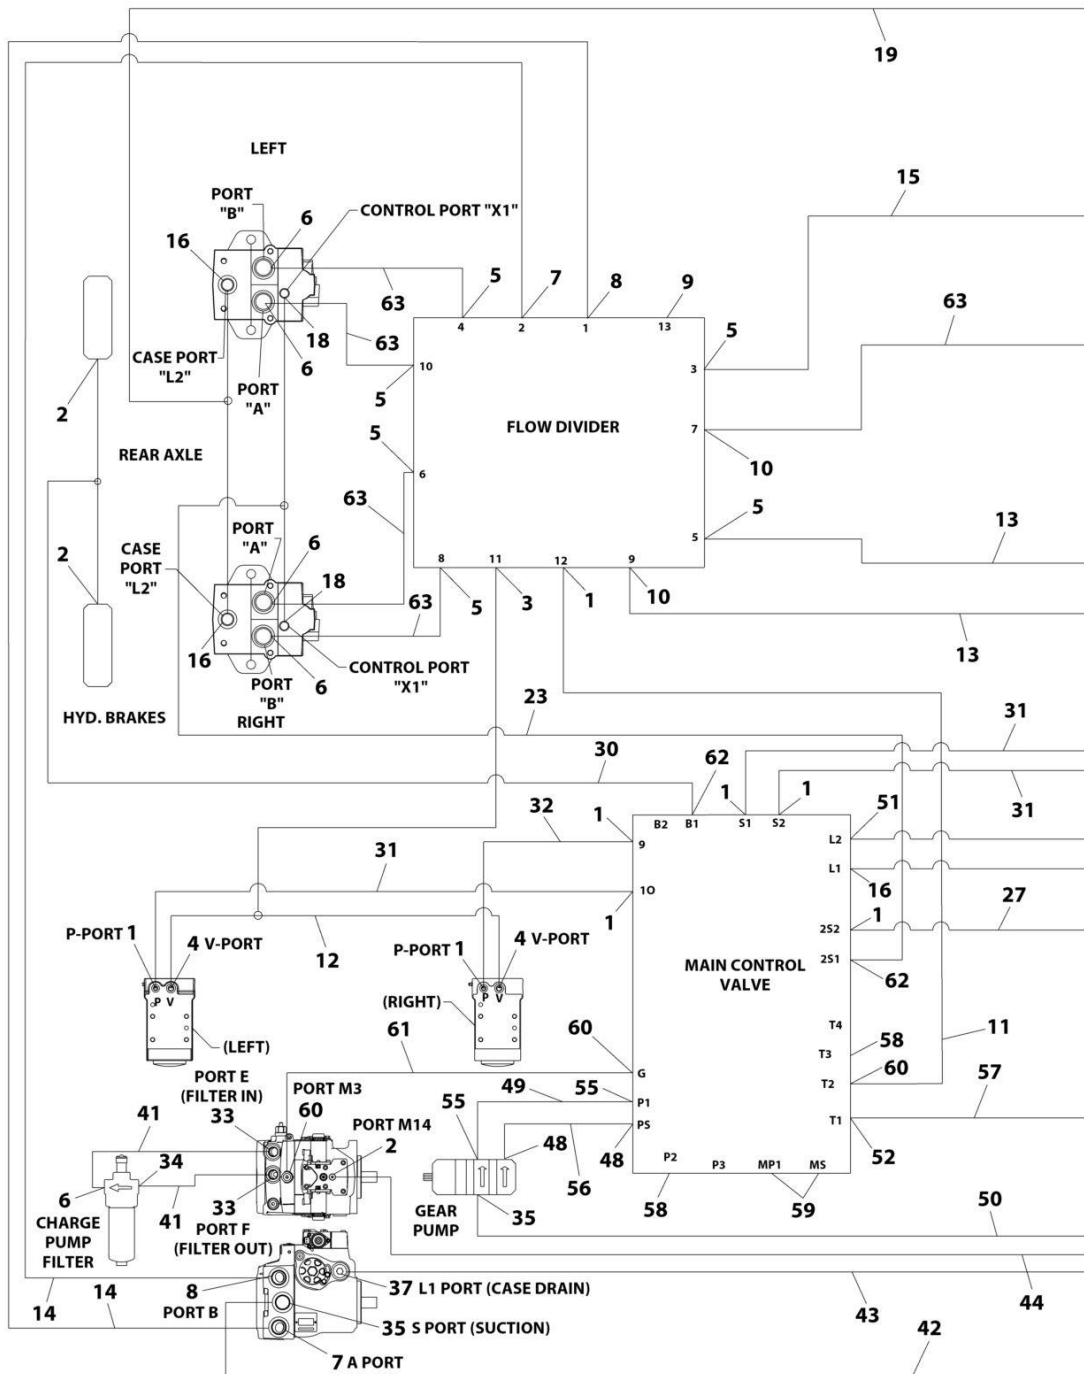 19
LEFT
15
PORT
"B"
6
CONTROL PORT "X1"
16
5
7
8
9
63
63
4
2
1
13
5
18
63
3
CASE PORT
"L2"
6
10
5
2
PORT
"A"
5
FLOW DIVIDER
7
REAR AXLE
10
6
63
5
PORT
"A"
6
5
13
CASE
PORT
"L2"
2
18
8
11
12
9
63
5
3
1
10
16
CONTROL PORT
"X1"
13
PORT
"B"
6
HYD. BRAKES
RIGHT
23
31
30
62
1
1
31
51
32
1
B2
B1
S1
S2
9
L2
31
L1
10
16
1
1
27
P-PORT 1
4 V-PORT
12
P-PORT 1
4 V-PORT
2S2
MAIN CONTROL
VALVE
2S1
62
P V
(RIGHT)
P V
(LEFT)
61
60
T4
11
58
T3
PORT E
(FILTER IN)
PORT M3
G
60
49
55
T2
57
41
33
60
PORT M14
55
P1
T1
34
2
48
PS
48
52
P2
P3
MP1
MS
6
41
33
56
58
59
CHARGE
PUMP
FILTER
PORT F
(FILTER OUT)
GEAR
PUMP
35
50
8
37 L1 PORT (CASE DRAIN)
14
14
PORT B
43
44
35 S PORT (SUCTION)
42
7 A PORT